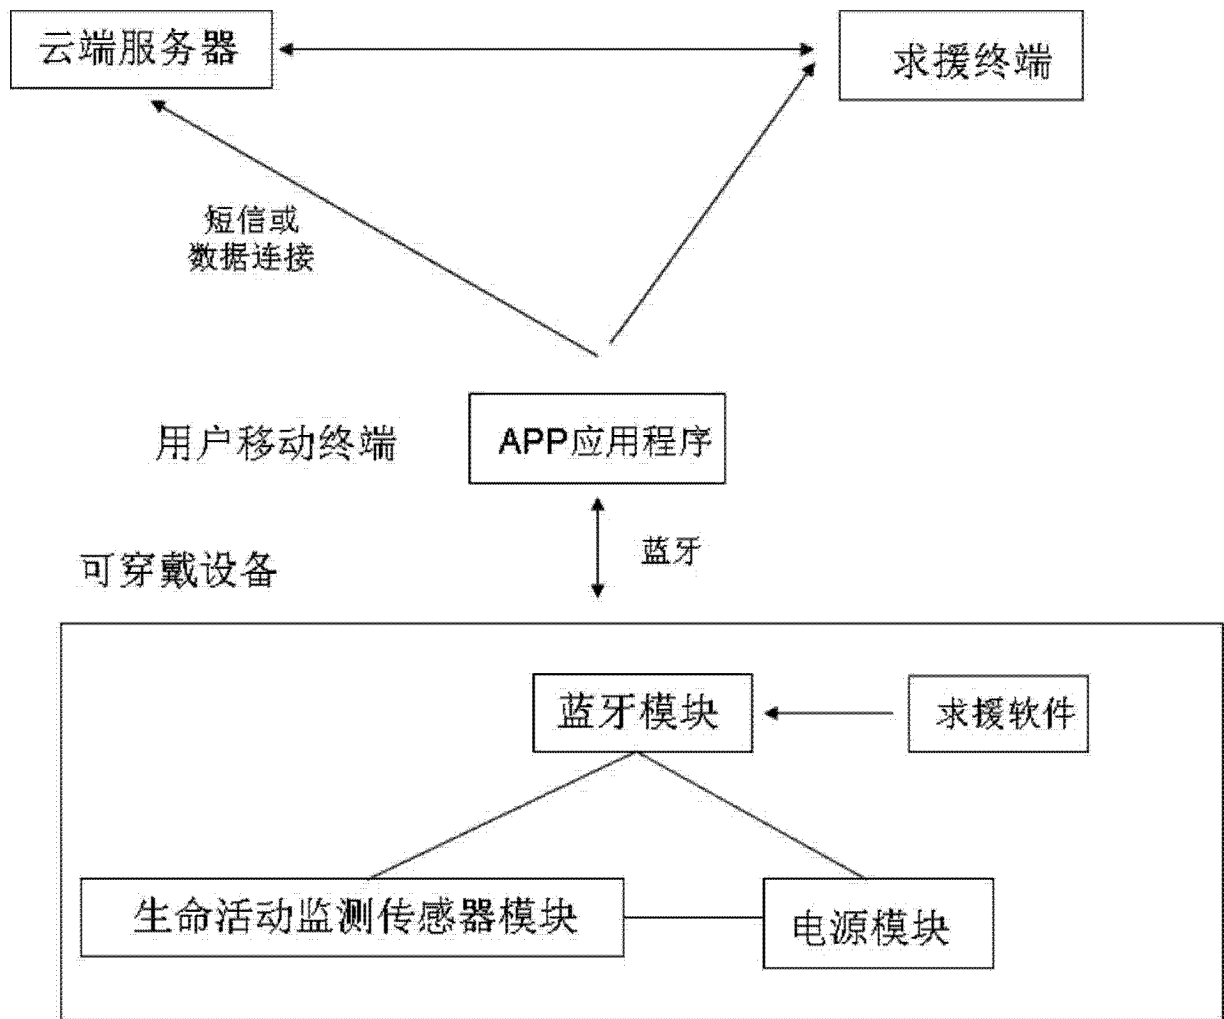 云端服务器
求援终端
短信或
数据连接
用户移动终端
APP应用程序
蓝牙
可穿戴设备
蓝牙模块
求援软件
生命活动监测传感器模块
电源模块